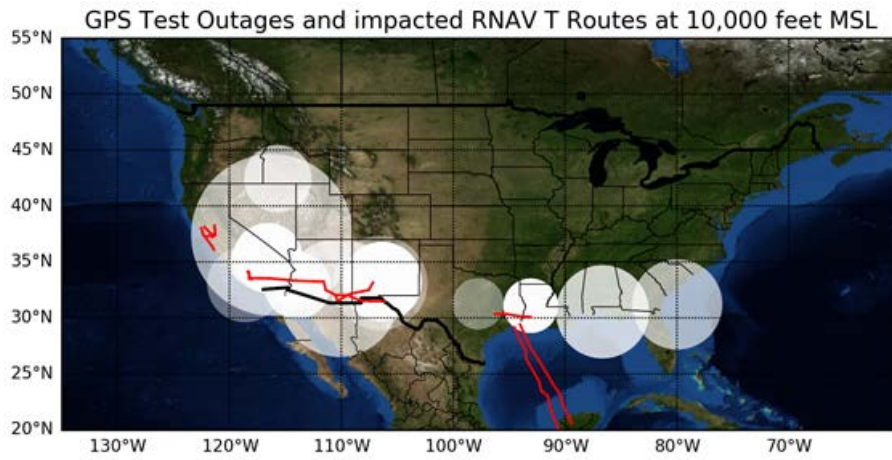 GPS Test Outages and impacted RNAV T Routes at 10,000 feet MSL
55°N
50°N
45°N
40°N
35°N
30°N
25°N
20°N
130°W 120°W 110°W 100°W 90°W 80°W 70°W